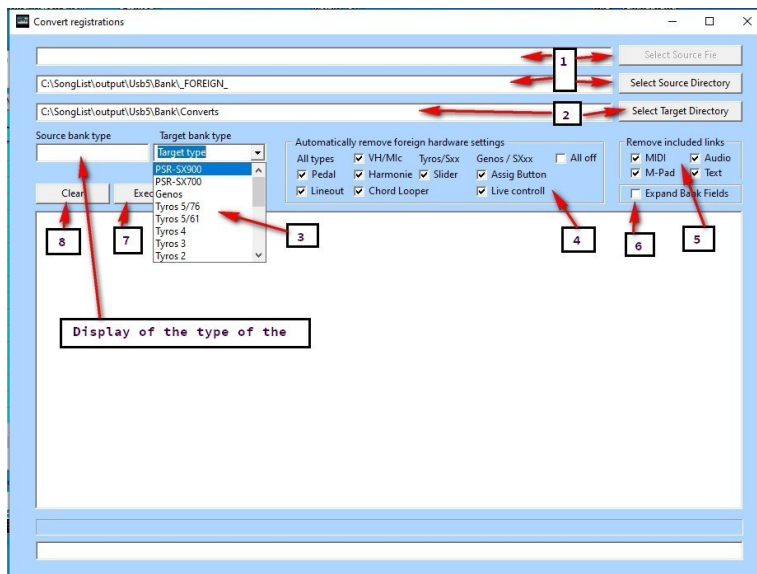 Convert registrations
1
Select Source Fie
C:\SongList\output\Usb5\Bank\_FOREIGN_
Select Source Directory
C:\SongList\output\Usb5\Bank\Converts
2
Select Target Directory
Source bank type
Target bank type
Target type
PSR-SX900
PSR-SX700
Genos
Tyros 5/76
Tyros 5/61
Tyros 4
Tyros 3
Tyros 2
Automatically remove foreign hardware settings
All types VH/Mic Tyros/Sxx Genos / SXxx All off
Pedal Harmonie Slider Assig Button
Lineout Chord Looper Live controll
Remove included links
MIDI Audio
M-Pad Text
Expand Bank Fields
Clear
Exec
8
7
3
4
6
5
Display of the type of the